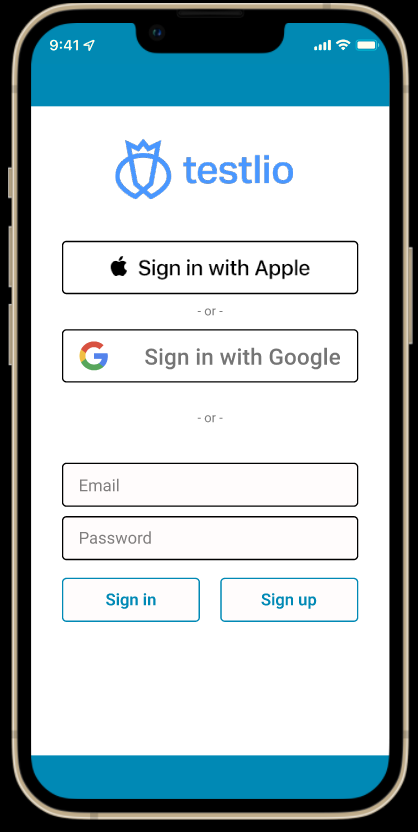 9:41
testlio
Sign in with Apple
- or -
Sign in with Google
- or -
Email
Password
Sign in
Sign up